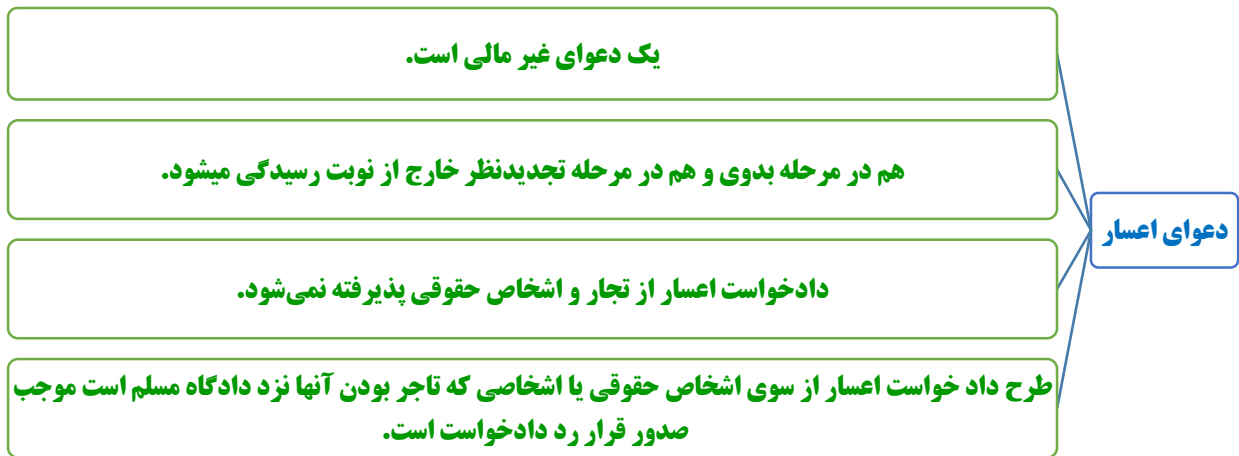 دعوای اعسار
یک دعوای غیر مالی است.
هم در مرحله بدوی و هم در مرحله تجدیدنظر خارج از نوبت رسیدگی میشود.
دادخواست اعسار از تجار و اشخاص حقوقی پذیرفته نمی‌شود.
طرح داد خواست اعسار از سوی اشخاص حقوقی یا اشخاصی که تاجر بودن آنها نزد دادگاه مسلم است موجب
صدور قرار رد دادخواست است.